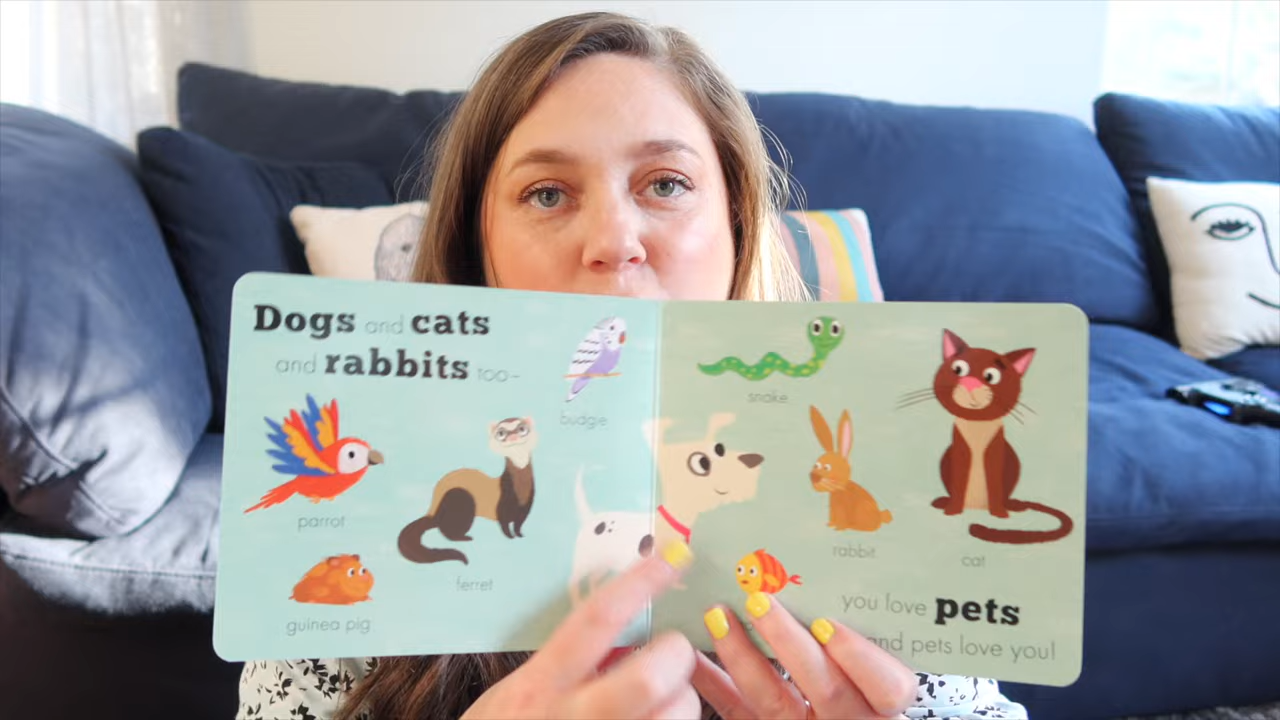 Dogs and cats
and rabbits too–
budgie
parrot
ferret
guinea pig
snake
rabbit
cat
you love pets
and pets love you!